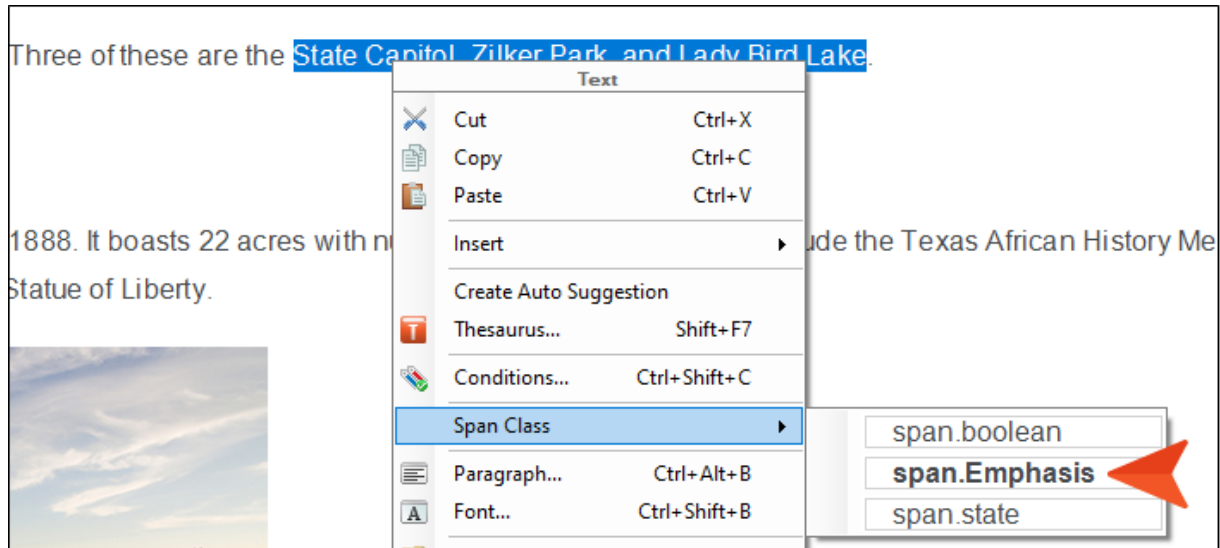 Three of these are the State Capitol, Zilker Park, and Lady Bird Lake.
Text
Cut Ctrl+X
Copy Ctrl+C
Paste Ctrl+V
1888. It boasts 22 acres with
Insert
the Texas African History
Statue of Liberty.
Create Auto Suggestion
T Thesaurus... Shift+F7
Conditions... Ctrl+Shift+C
Span Class
span.boolean
Paragraph... Ctrl+Alt+B
span.Emphasis
A Font... Ctrl+Shift+B
span.state